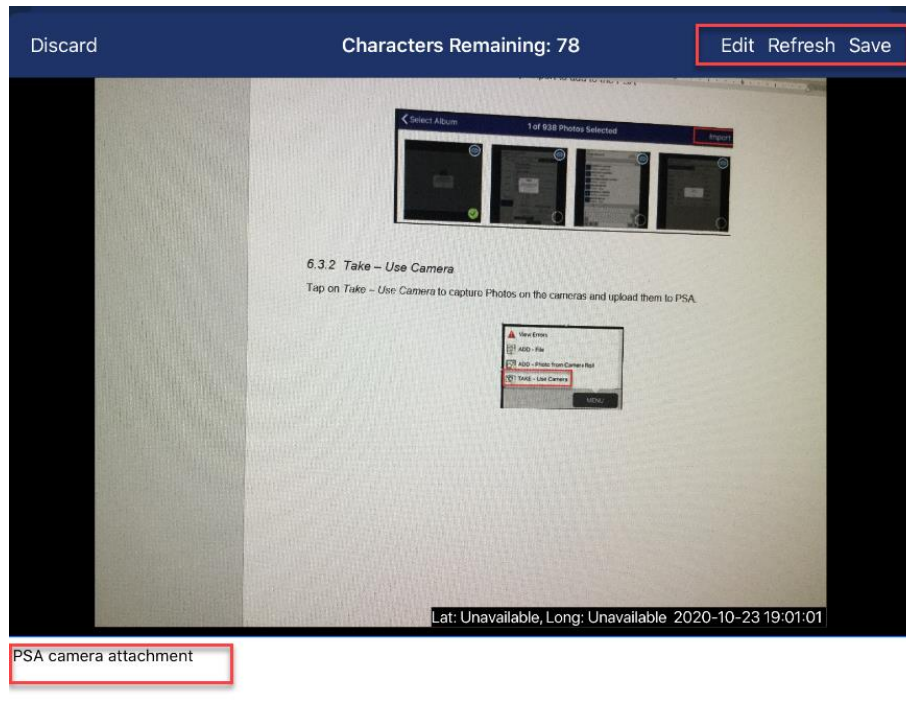 Discard Characters Remaining: 78 Edit Refresh Save
Select Album 1 of 938 Photos Selected Import
6.3.2 Take – Use Camera
Tap on Take – Use Camera to capture Photos on the cameras and upload them to PSA.
View Errors
ADD - File
ADD - Photo from Camera Roll
TAKE - Use Camera
MENU
Lat: Unavailable, Long: Unavailable 2020-10-23 19:01:01
PSA camera attachment